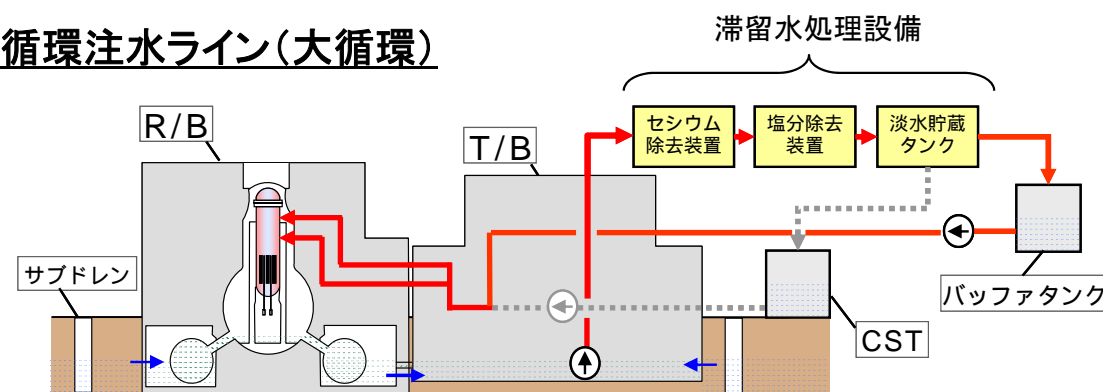 循環注水ライン(大循環)
滞留水処理設備
R/B
T/B
セシウム
除去装置
塩分除去
装置
淡水貯蔵
タンク
サブドレン
バッファタンク
CST